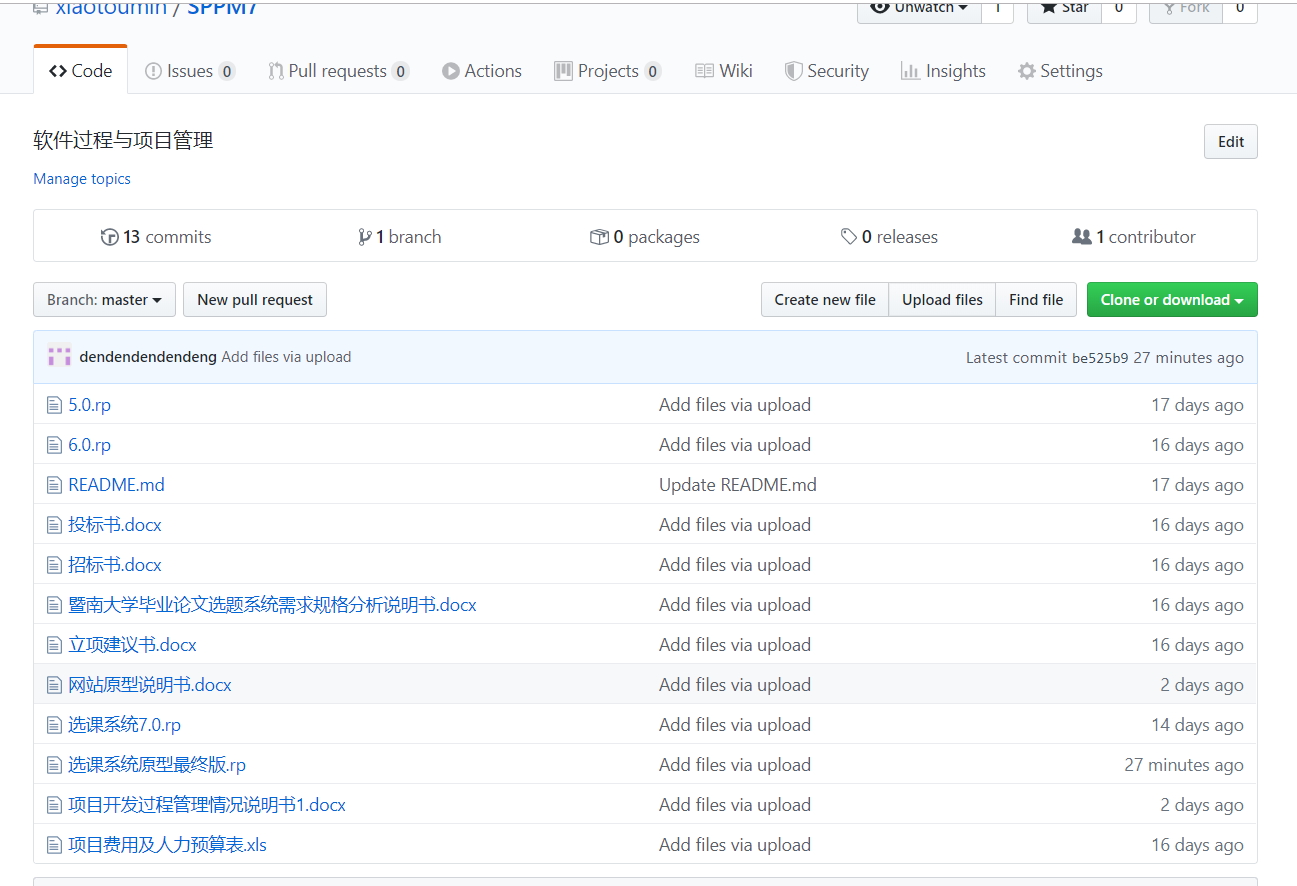 xiaotoumin / SPPM7
Unwatch 1 Star 0 Fork 0
Code Issues 0 Pull requests 0 Actions Projects 0 Wiki Security Insights Settings
软件过程与项目管理 Edit
Manage topics
13 commits 1 branch 0 packages 0 releases 1 contributor
Branch: master New pull request Create new file Upload files Find file Clone or download
dendendendendeng Add files via upload Latest commit be525b9 27 minutes ago
5.0.rp Add files via upload 17 days ago
6.0.rp Add files via upload 16 days ago
README.md Update README.md 17 days ago
投标书.docx Add files via upload 16 days ago
招标书.docx Add files via upload 16 days ago
暨南大学毕业论文选题系统需求规格分析说明书.docx Add files via upload 16 days ago
立项建议书.docx Add files via upload 16 days ago
网站原型说明书.docx Add files via upload 2 days ago
选课系统7.0.rp Add files via upload 14 days ago
选课系统原型最终版.rp Add files via upload 27 minutes ago
项目开发过程管理情况说明书1.docx Add files via upload 2 days ago
项目费用及人力预算表.xls Add files via upload 16 days ago